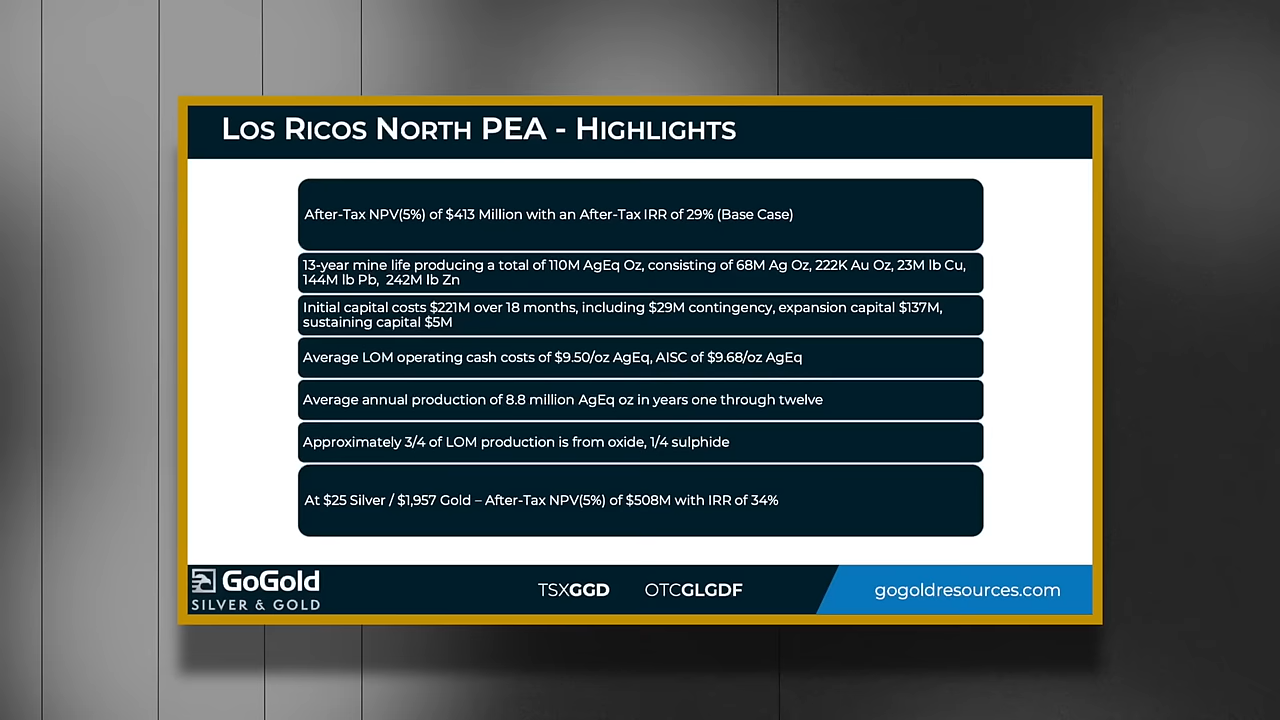 LOS RICOS NORTH PEA - HIGHLIGHTS
After-Tax NPV(5%) of $413 Million with an After-Tax IRR of 29% (Base Case)
13-year mine life producing a total of 110M AgEq Oz, consisting of 68M Ag Oz, 222K Au Oz, 23M lb Cu,
144M lb Pb, 242M lb Zn
Initial capital costs $221M over 18 months, including $29M contingency, expansion capital $137M,
sustaining capital $5M
Average LOM operating cash costs of $9.50/oz AgEq, AISC of $9.68/oz AgEq
Average annual production of 8.8 million AgEq oz in years one through twelve
Approximately 3/4 of LOM production is from oxide, 1/4 sulphide
At $25 Silver / $1,957 Gold – After-Tax NPV(5%) of $508M with IRR of 34%
GoGold
SILVER & GOLD
TSXGGD OTCGLGDF
gogoldresources.com